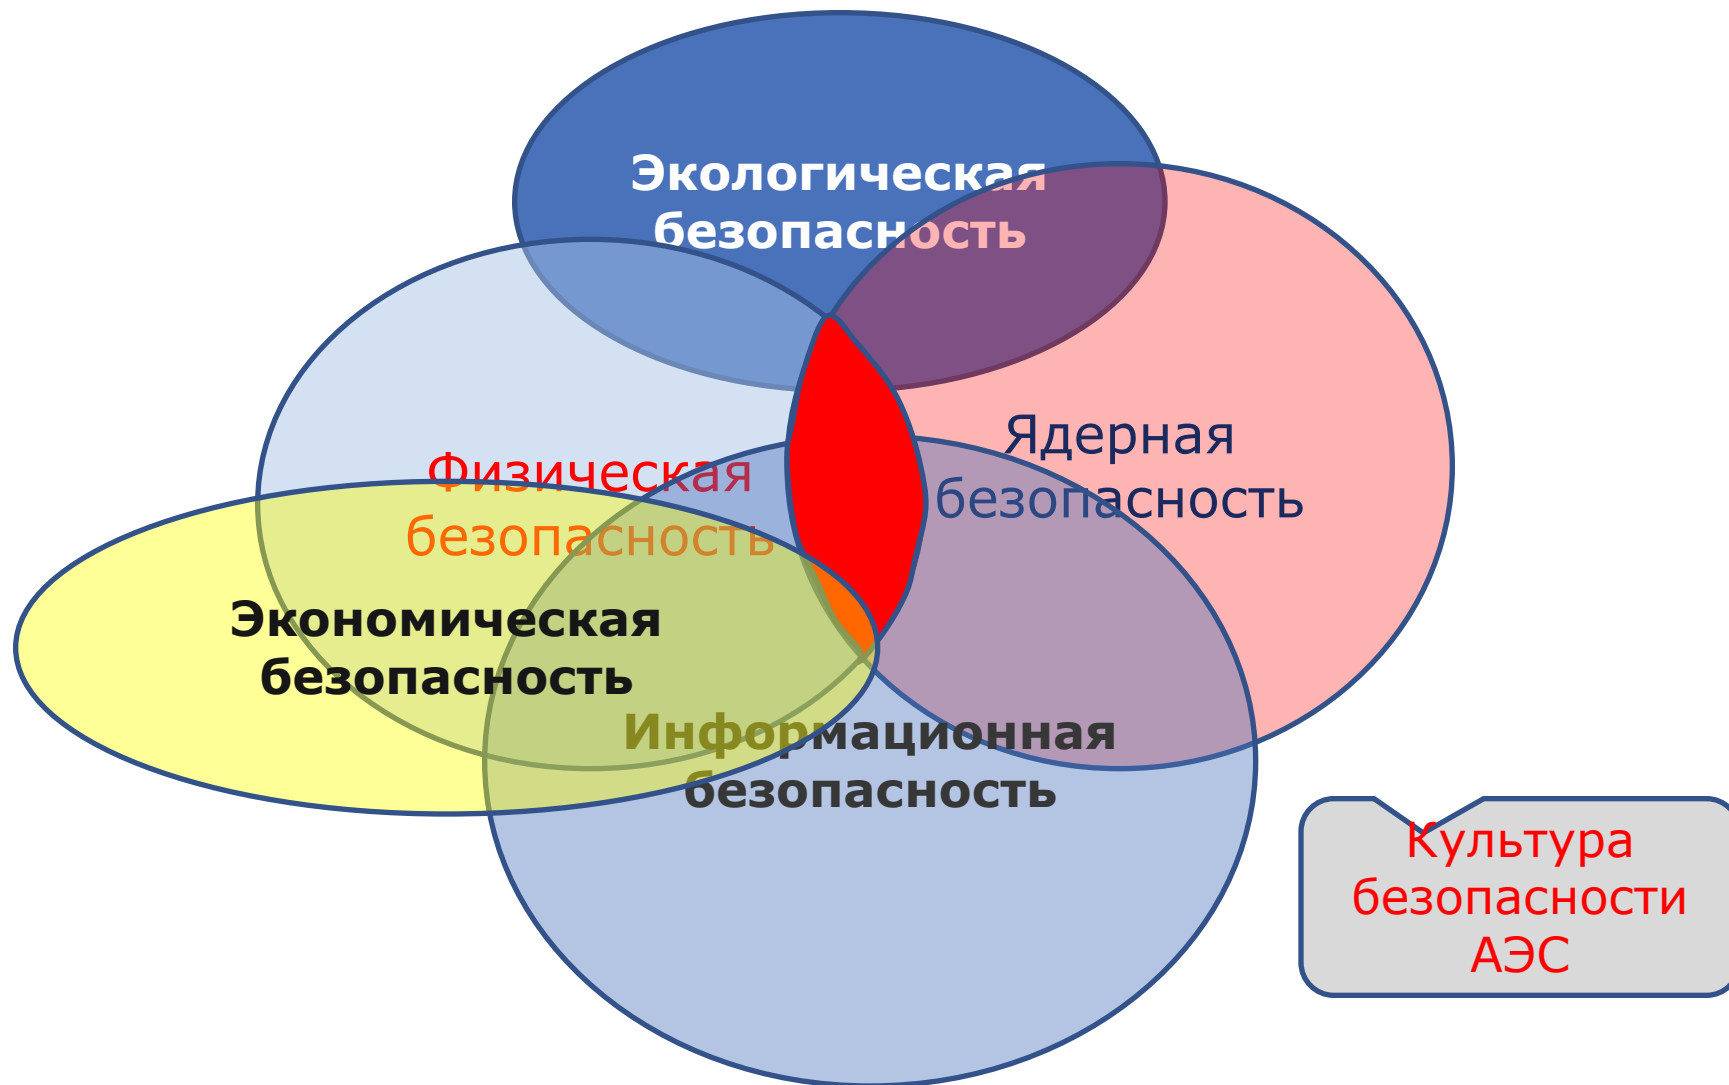 Экологическая
безопасность
Ядерная
безопасность
Физическая
безопасность
Экономическая
безопасность
Информационная
безопасность
Культура
безопасности
АЭС